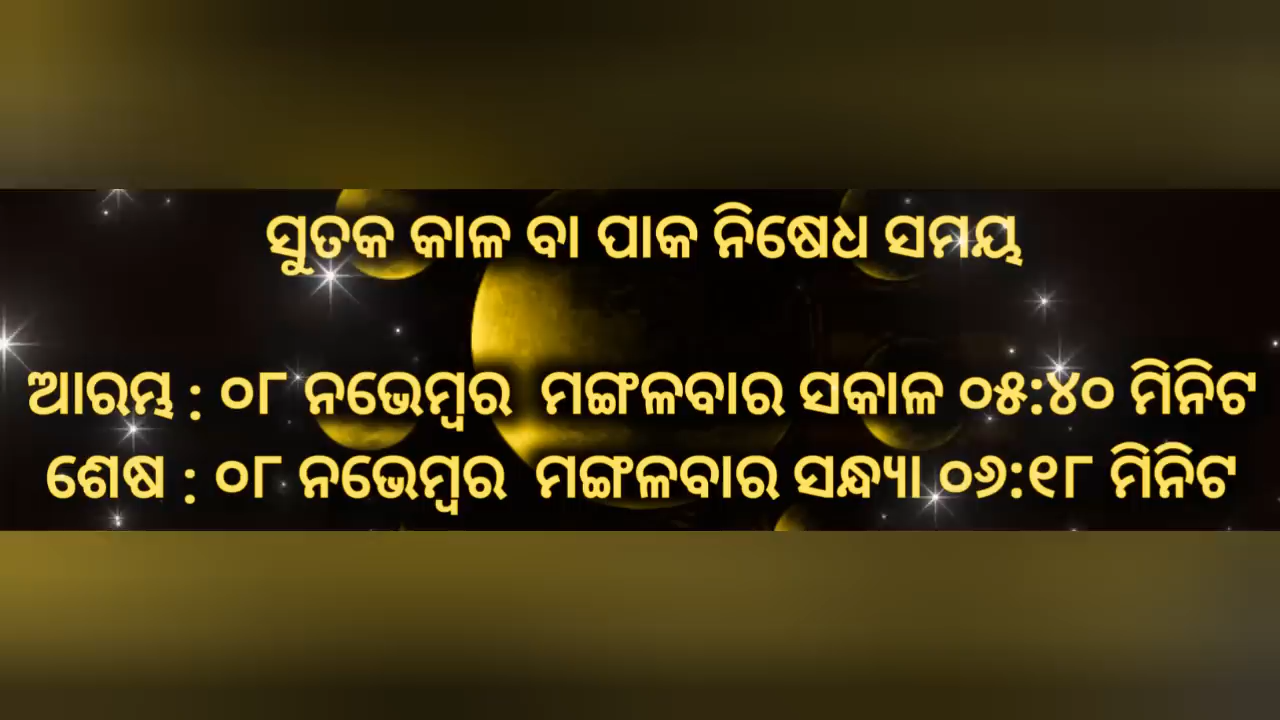 ସୁତକ କାଳ ବା ପାକ ନିଷେଧ ସମୟ
ଆରମ୍ଭ : ୦୮ ନଭେମ୍ବର ମଙ୍ଗଳବାର ସକାଳ ୦୫:୪୦ ମିନିଟ
ଶେଷ : ୦୮ ନଭେମ୍ବର ମଙ୍ଗଳବାର ସନ୍ଧ୍ୟା ୦୬:୧୮ ମିନିଟ